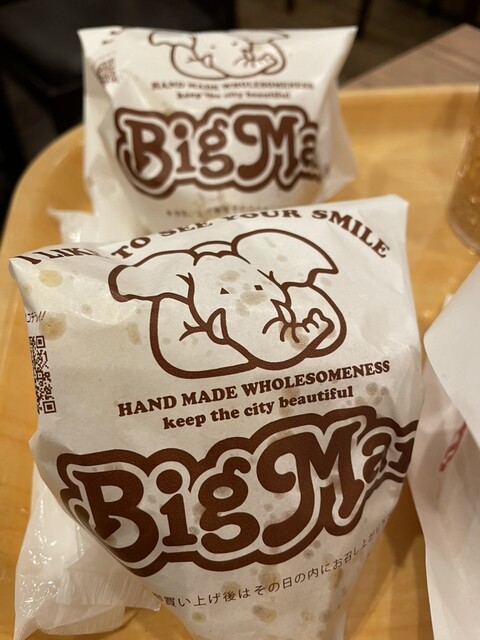 HAND MADE WHOLESOMENESS
keep the city beautiful
BigMa
I LIKE TO SEE YOUR SMILE
HAND MADE WHOLESOMENESS
keep the city beautiful
BigMan
買い上げ後はその日の内にお召し上がり